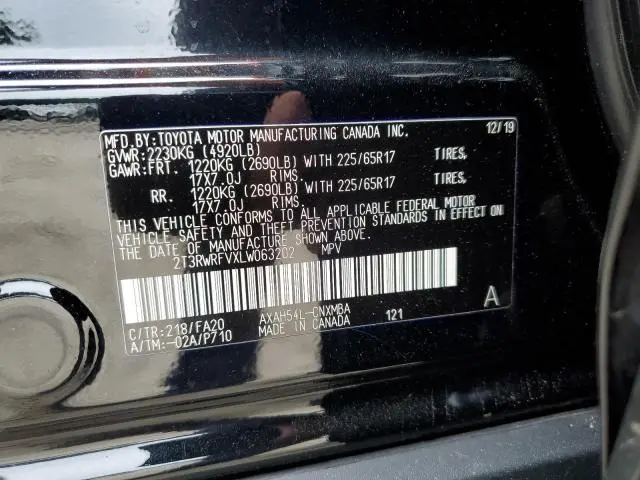 MFD.BY:TOYOTA MOTOR MANUFACTURING CANADA INC. 12/19
GVWR:2230KG (4920LB)
GAWR:FRT. 1220KG (2690LB) WITH 225/65R17 TIRES,
17X7.0J RIMS
RR. 1220KG (2690LB) WITH 225/65R17 TIRES,
17X7.0J RIMS.
THIS VEHICLE CONFORMS TO ALL APPLICABLE FEDERAL MOTOR
VEHICLE SAFETY AND THEFT PREVENTION STANDARDS IN EFFECT ON
THE DATE OF MANUFACTURE SHOWN ABOVE.
2T3RWRFVXLW063202 MPV
C/TR:218/FA20 AXAH54L-CNXMBA 121 A
A/TM:-02A/P710 MADE IN CANADA